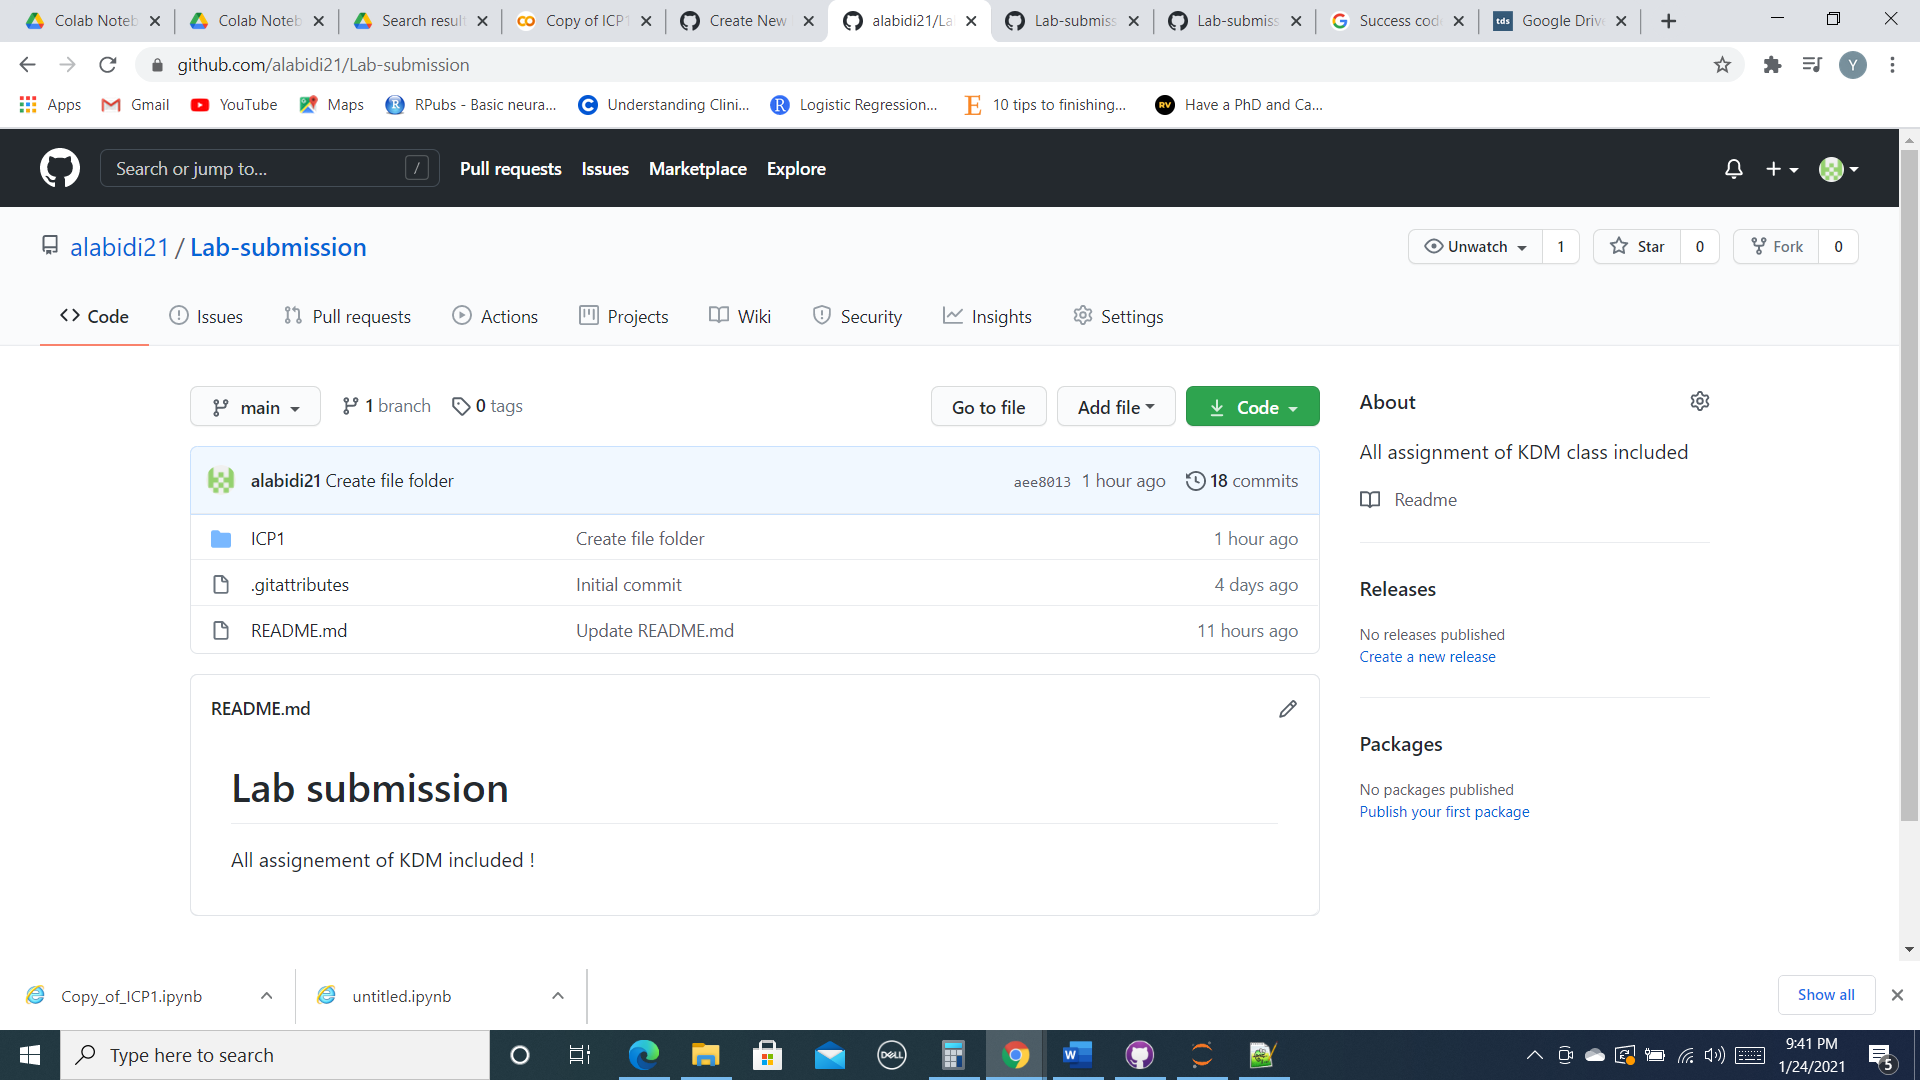 Colab Noteb
Colab Noteb
Search result
Copy of ICP1
Create New
alabidi21/La
Lab-submiss
Lab-submiss
Success cod
Google Drive
github.com/alabidi21/Lab-submission
Y
Apps Gmail YouTube Maps RPubs - Basic neura... Understanding Clini... Logistic Regression... 10 tips to finishing... Have a PhD and Ca...
Search or jump to... / Pull requests Issues Marketplace Explore
alabidi21 / Lab-submission
Unwatch 1 Star 0 Fork 0
Code Issues Pull requests Actions Projects Wiki Security Insights Settings
main 1 branch 0 tags Go to file Add file Code
alabidi21 Create file folder aee8013 1 hour ago 18 commits
ICP1 Create file folder 1 hour ago
.gitattributes Initial commit 4 days ago
README.md Update README.md 11 hours ago
README.md
Lab submission
All assignement of KDM included !
About
All assignment of KDM class included
Readme
Releases
No releases published
Create a new release
Packages
No packages published
Publish your first package
Copy_of_ICP1.ipynb untitled.ipynb Show all
Type here to search
DELL
9:41 PM
1/24/2021
5